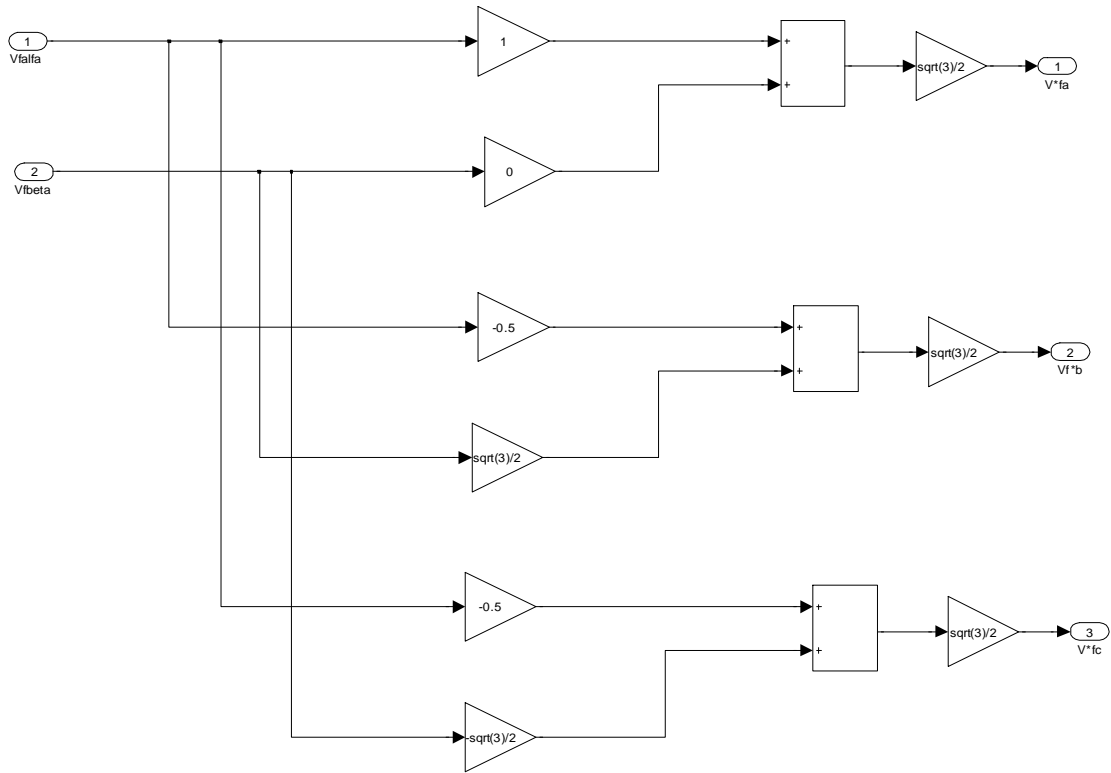 1
Vfalfa
1
+
+
sqrt(3)/2
1
V*fa
2
Vfbeta
0
-0.5
+
+
sqrt(3)/2
2
Vf*b
sqrt(3)/2
-0.5
+
+
sqrt(3)/2
3
V*fc
-sqrt(3)/2